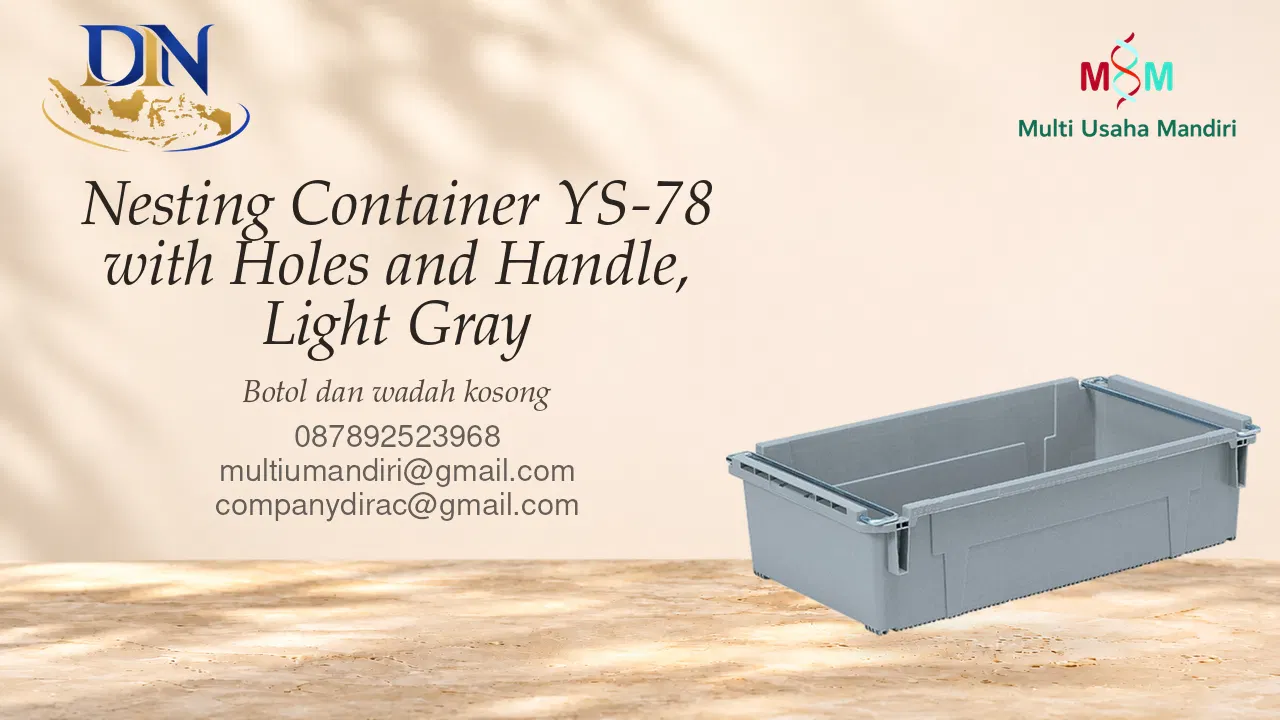 DN
M M
Multi Usaha Mandiri
Nesting Container YS-78
with Holes and Handle,
Light Gray
Botol dan wadah kosong
087892523968
multiumandiri@gmail.com
companydirac@gmail.com